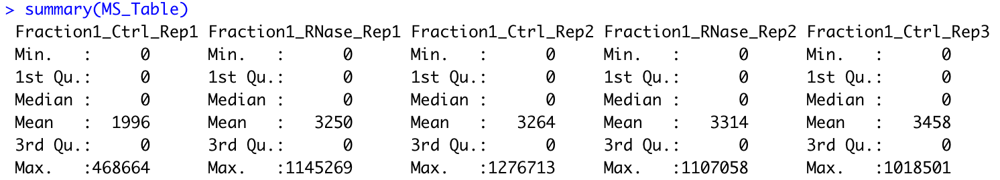 > summary(MS_Table)
Fraction1_Ctrl_Rep1 Fraction1_RNase_Rep1 Fraction1_Ctrl_Rep2 Fraction1_RNase_Rep2 Fraction1_Ctrl_Rep3
Min.   :     0      Min.   :      0      Min.   :      0     Min.   :      0      Min.   :      0
1st Qu.:     0      1st Qu.:      0      1st Qu.:      0     1st Qu.:      0      1st Qu.:      0
Median :     0      Median :      0      Median :      0     Median :      0      Median :      0
Mean   :  1996      Mean   :   3250      Mean   :   3264     Mean   :   3314      Mean   :   3458
3rd Qu.:     0      3rd Qu.:      0      3rd Qu.:      0     3rd Qu.:      0      3rd Qu.:      0
Max.   :468664      Max.   :1145269      Max.   :1276713     Max.   :1107058      Max.   :1018501